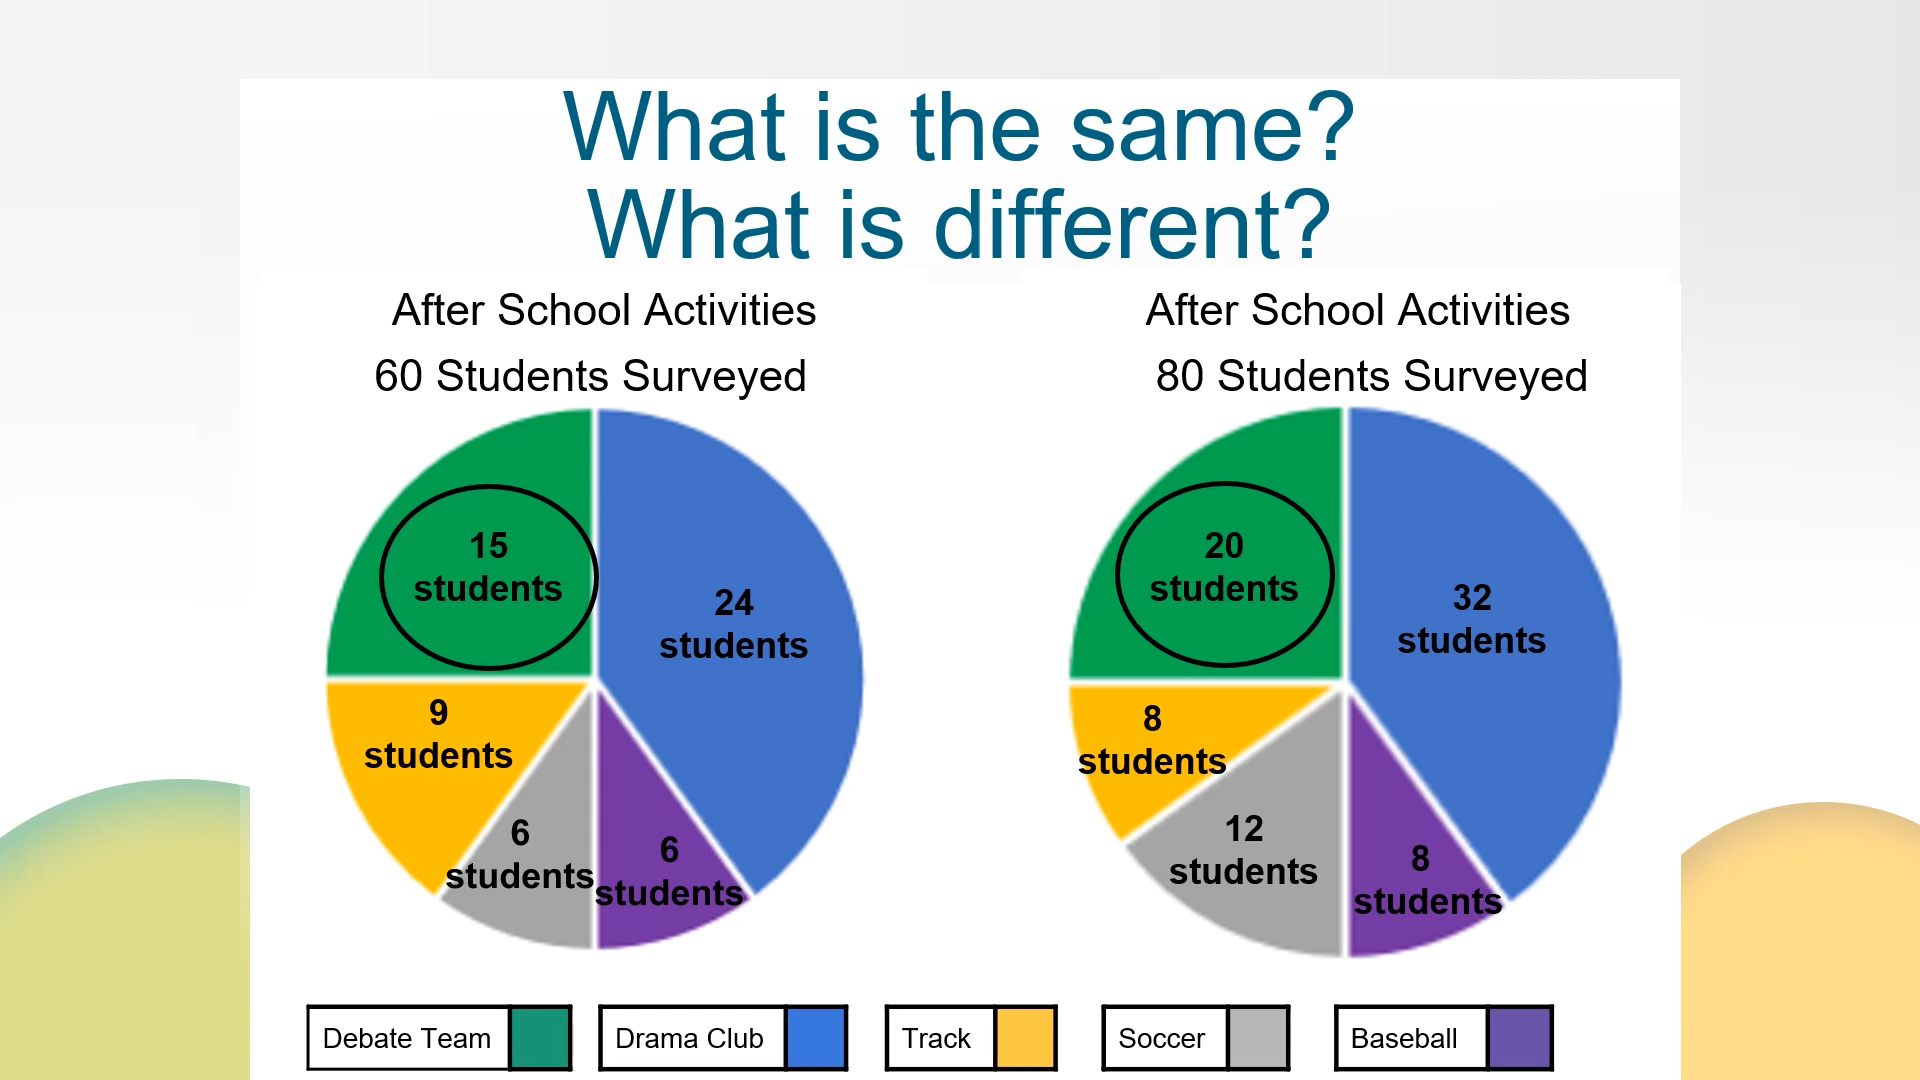 What is the same?
What is different?
After School Activities
60 Students Surveyed
15
students
24
students
9
students
6
students
6
students
After School Activities
80 Students Surveyed
20
students
32
students
8
students
12
students
8
students
Debate Team
Drama Club
Track
Soccer
Baseball